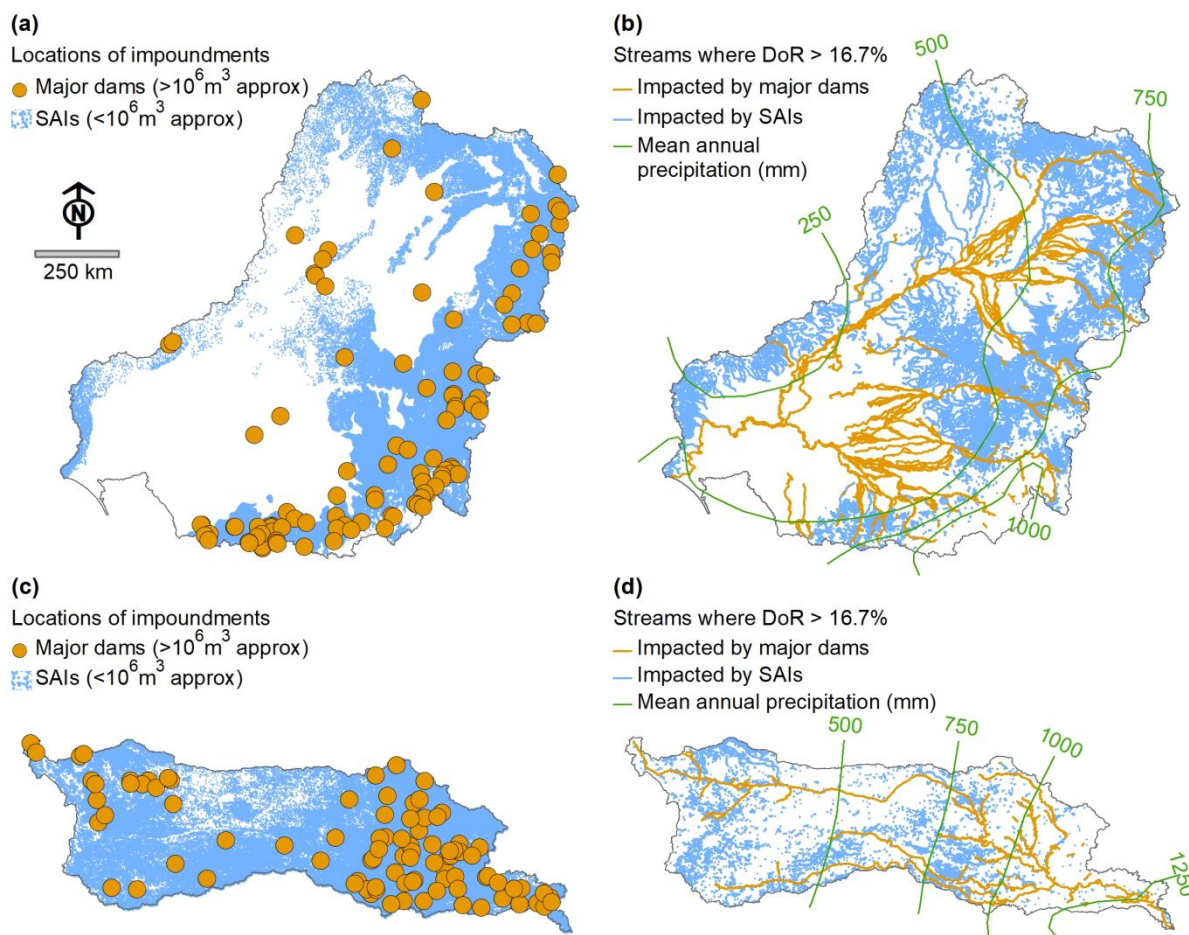 (a)
Locations of impoundments
Major dams (>10⁶m³ approx)
SAIs (<10⁶m³ approx)
N
250 km
(b)
Streams where DoR > 16.7%
Impacted by major dams
Impacted by SAIs
Mean annual
precipitation (mm)
500
750
250
1000
(c)
Locations of impoundments
Major dams (>10⁶m³ approx)
SAIs (<10⁶m³ approx)
(d)
Streams where DoR > 16.7%
Impacted by major dams
Impacted by SAIs
Mean annual precipitation (mm)
500
750
1000
1250